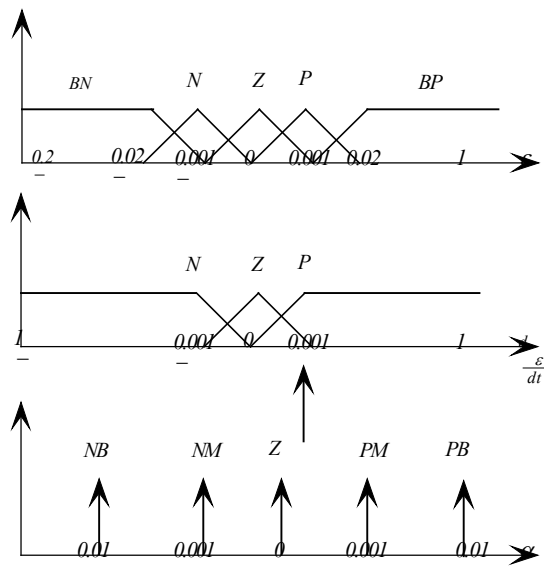 BN N Z P BP
0.2 0.02 0.001 0 0.001 0.02 1 ε
– – –
N Z P
1 0.001 0 0.001 1 d
– – ε
dt
NB NM Z PM PB
0.01 0.001 0 0.001 0.01 α